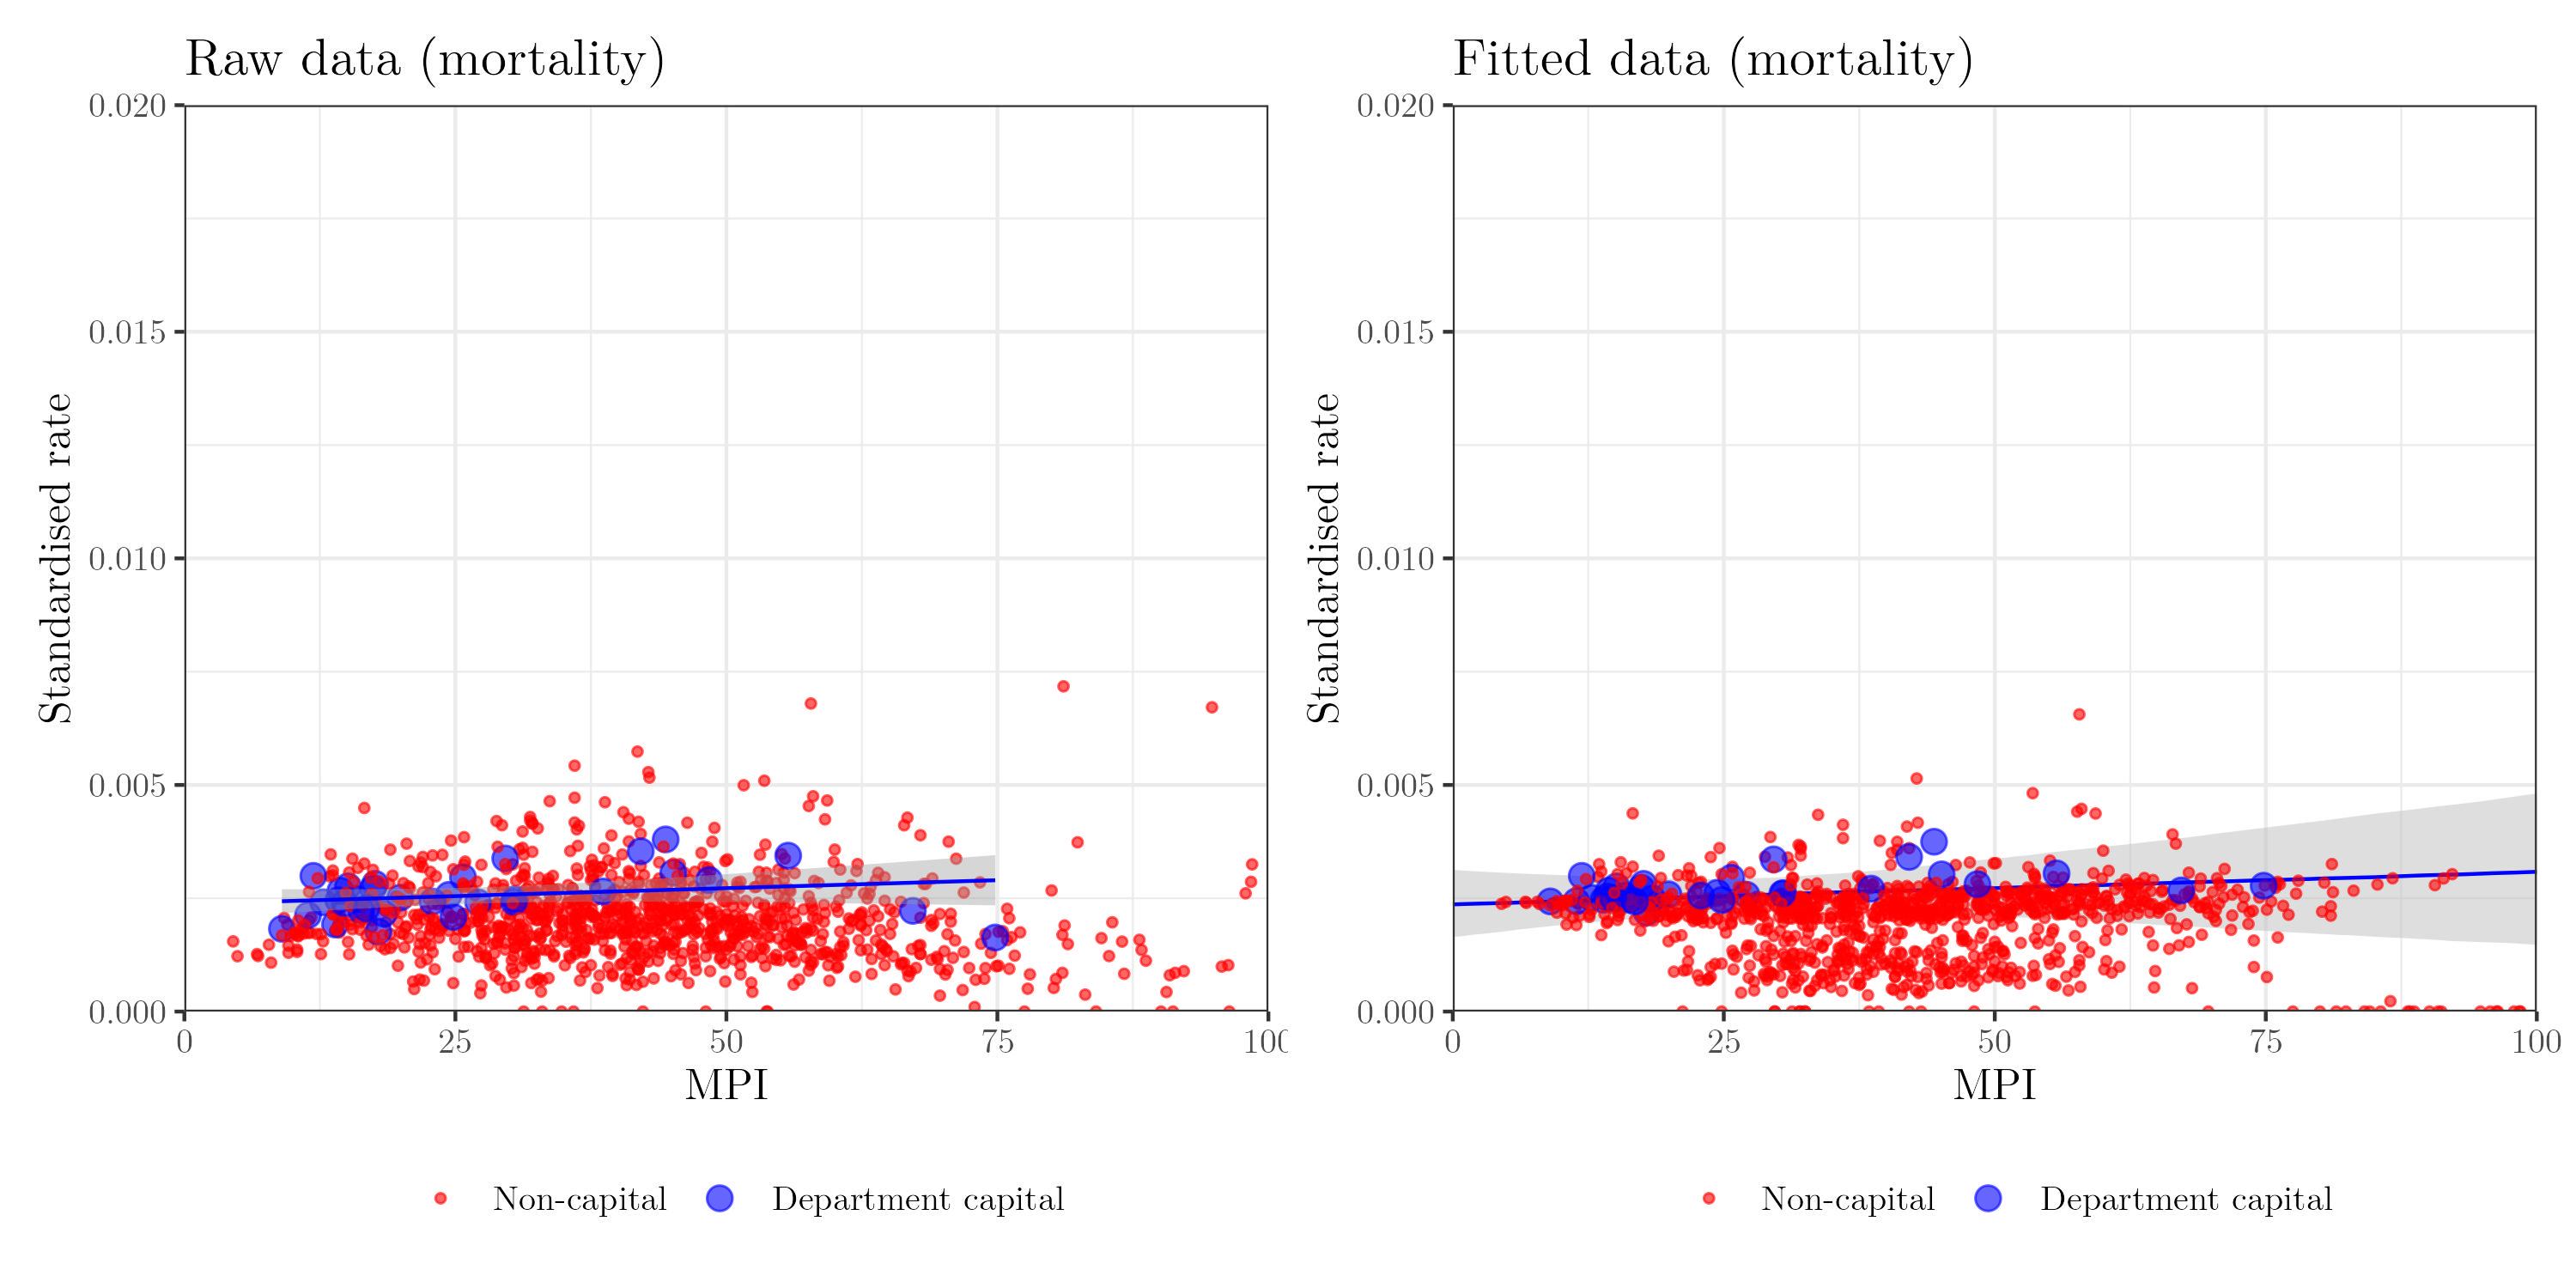 Raw data (mortality)
0.020
0.015
0.010
0.005
0.000
Standardised rate
0 25 50 75 100
MPI
Non-capital Department capital
Fitted data (mortality)
0.020
0.015
0.010
0.005
0.000
Standardised rate
0 25 50 75 100
MPI
Non-capital Department capital